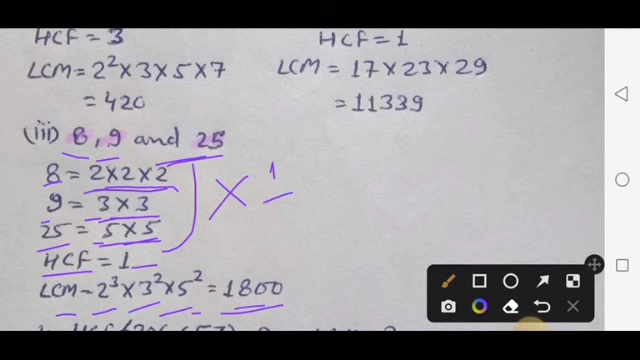 HCF = 3
LCM = 2² × 3 × 5 × 7
= 420
HCF = 1
LCM = 17 × 23 × 29
= 11339
(iii) 8, 9 and 25
8 = 2 × 2 × 2
9 = 3 × 3
25 = 5 × 5
HCF = 1
× 1
LCM = 2³ × 3² × 5² = 1800